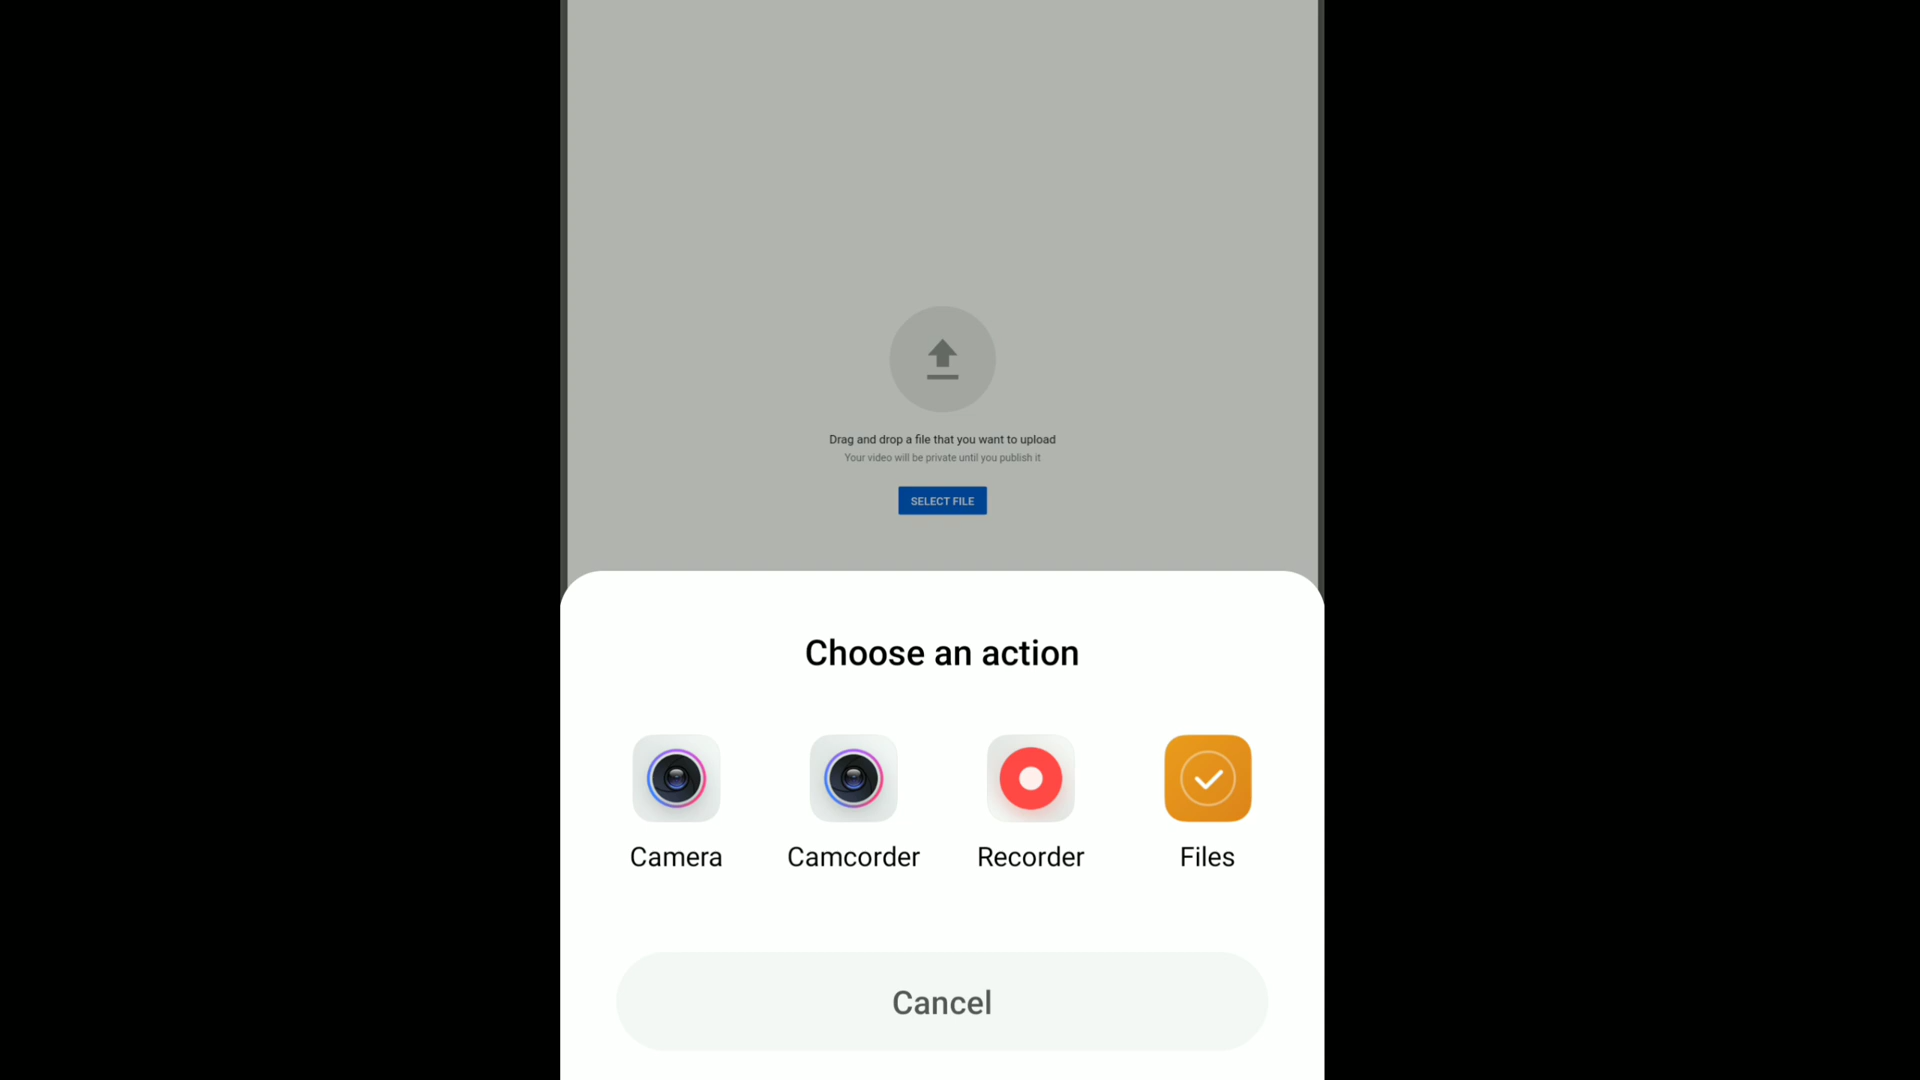 Drag and drop a file that you want to upload
Your video will be private until you publish it
SELECT FILE
Choose an action
Camera Camcorder Recorder Files
Cancel